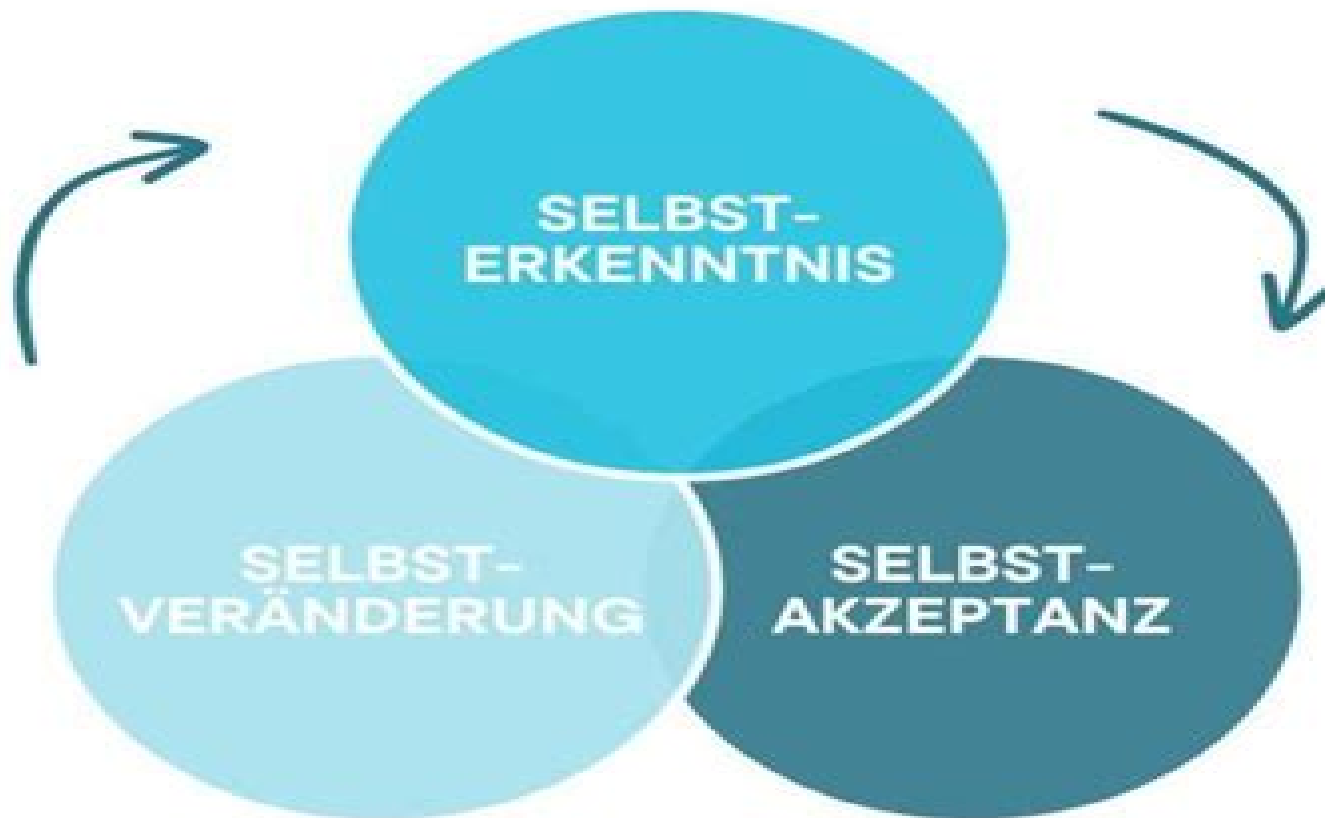 SELBST-
ERKENNTNIS
SELBST-
VERÄNDERUNG
SELBST-
AKZEPTANZ